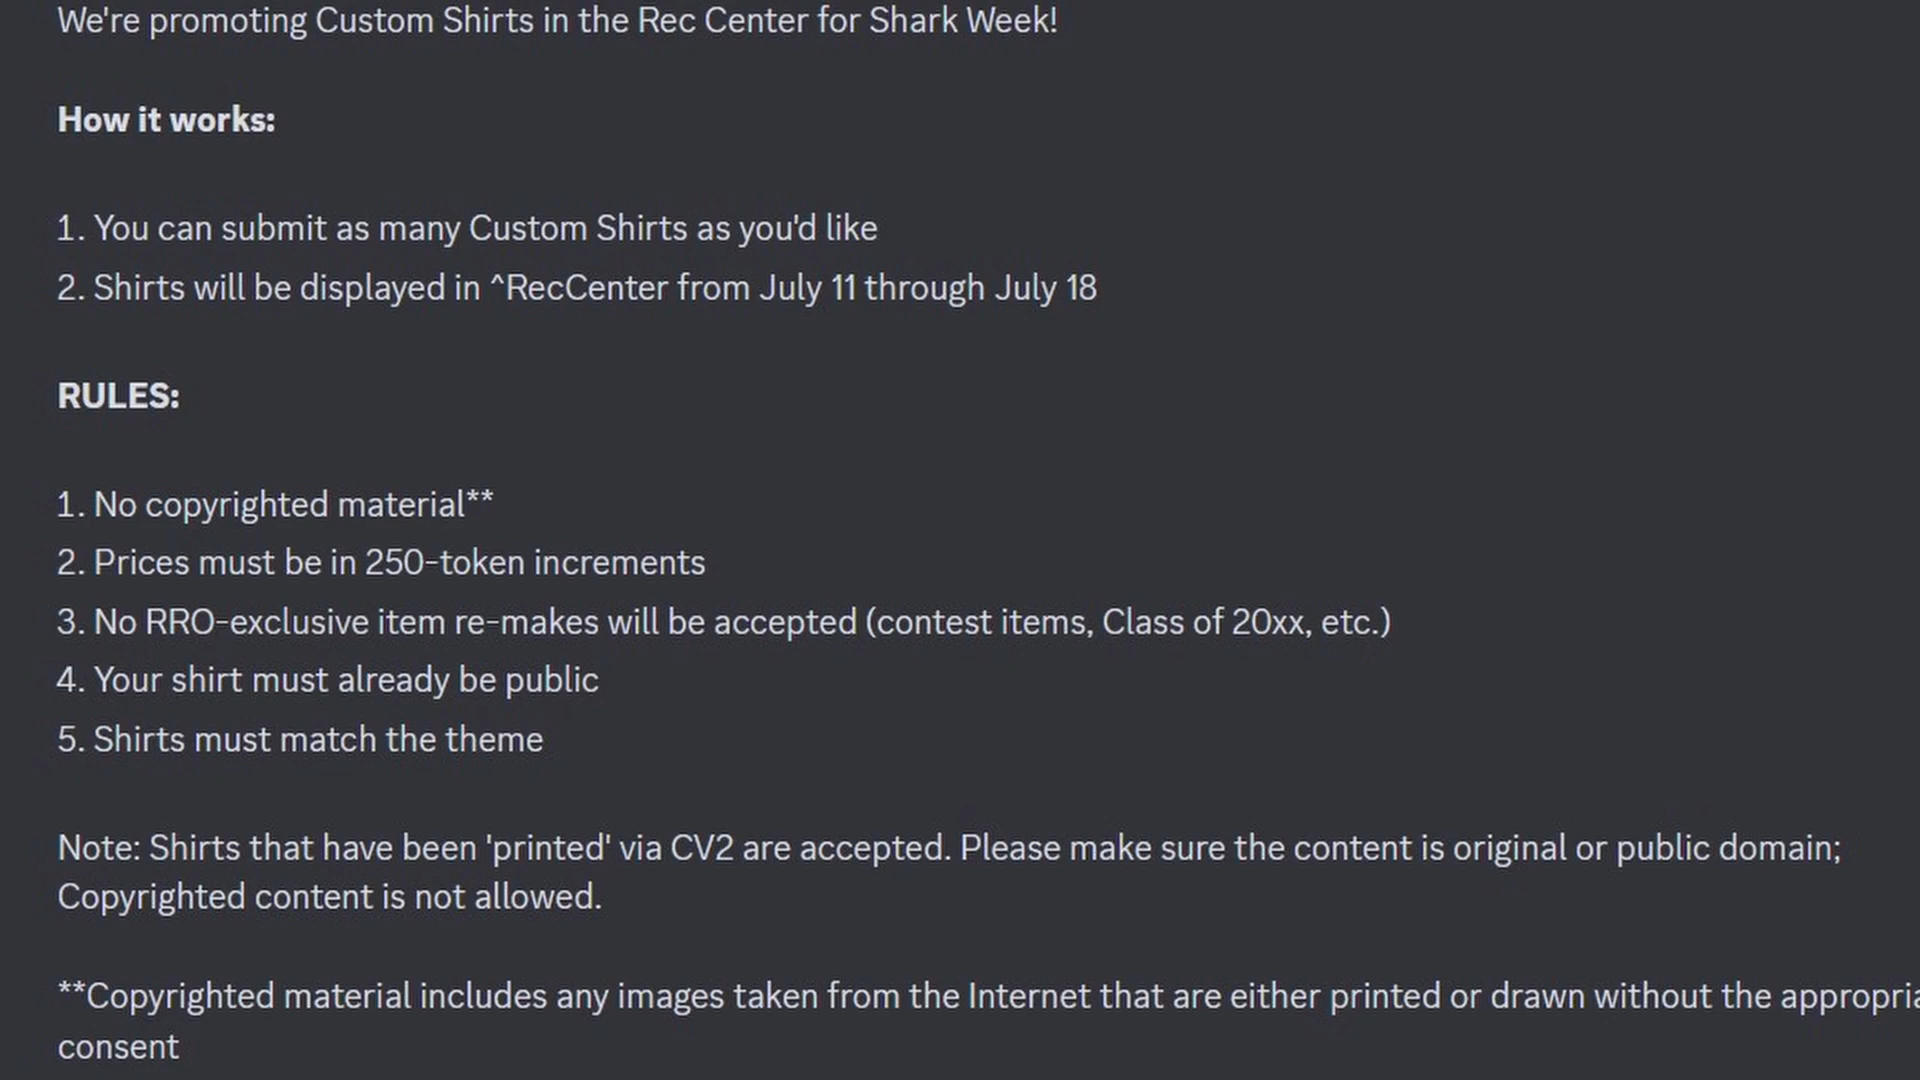 We're promoting Custom Shirts in the Rec Center for Shark Week!
How it works:
1. You can submit as many Custom Shirts as you'd like
2. Shirts will be displayed in ^RecCenter from July 11 through July 18
RULES:
1. No copyrighted material**
2. Prices must be in 250-token increments
3. No RRO-exclusive item re-makes will be accepted (contest items, Class of 20xx, etc.)
4. Your shirt must already be public
5. Shirts must match the theme
Note: Shirts that have been 'printed' via CV2 are accepted. Please make sure the content is original or public domain;
Copyrighted content is not allowed.
**Copyrighted material includes any images taken from the Internet that are either printed or drawn without the
consent